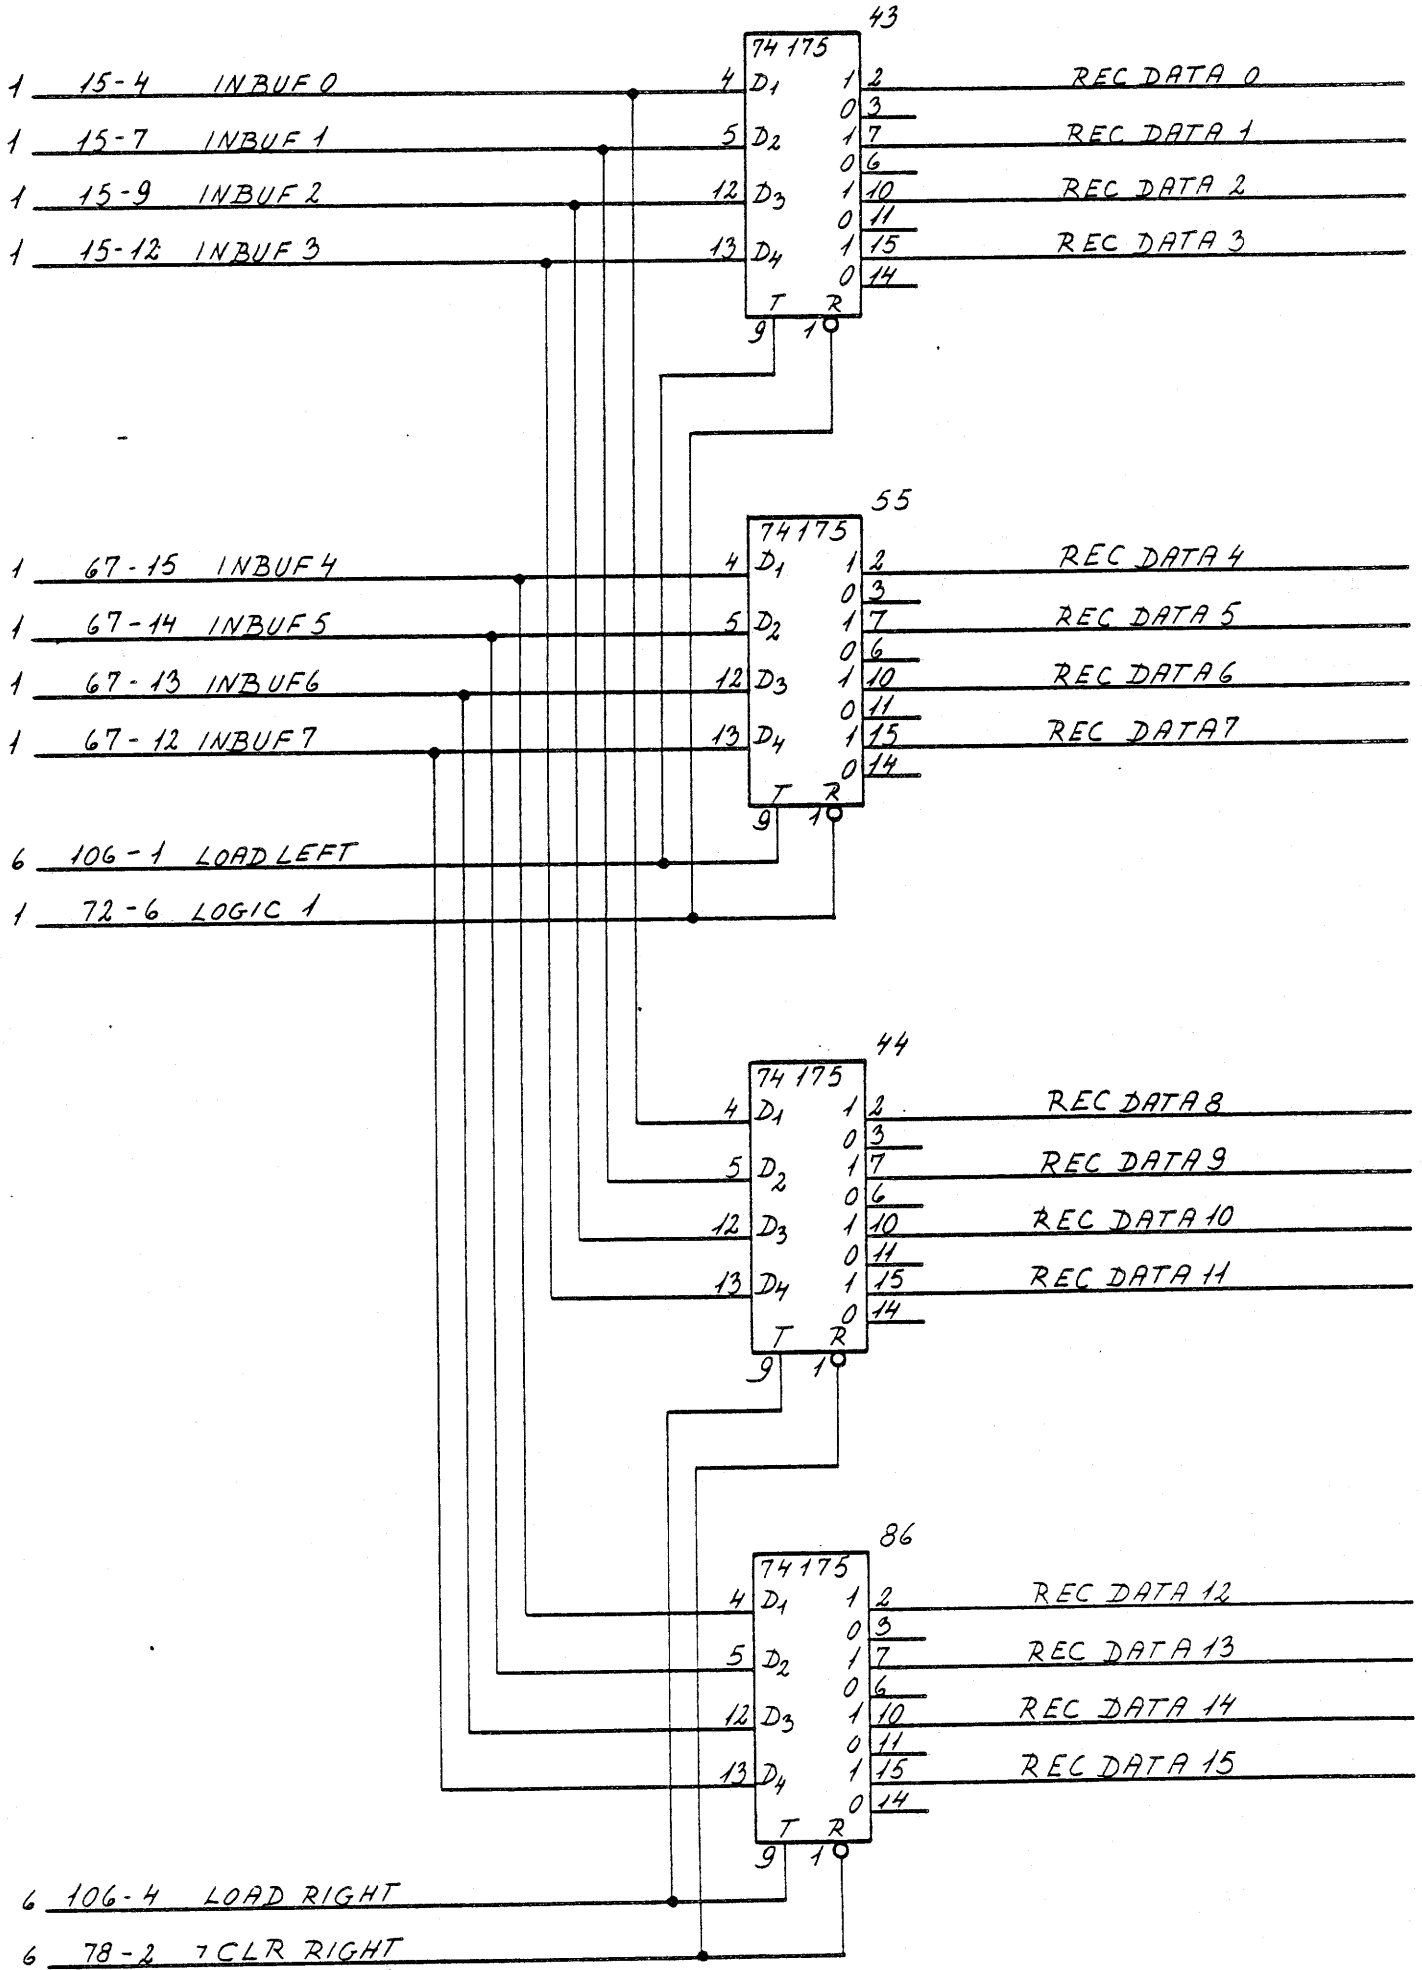 43
74175
1 15-4 INBUF 0 4 D1 1 2 REC DATA 0
0 3
1 15-7 INBUF 1 5 D2 1 7 REC DATA 1
0 6
1 15-9 INBUF 2 12 D3 1 10 REC DATA 2
0 11
1 15-12 INBUF 3 13 D4 1 15 REC DATA 3
0 14
T R
9 1
55
74175
1 67-15 INBUF 4 4 D1 1 2 REC DATA 4
0 3
1 67-14 INBUF 5 5 D2 1 7 REC DATA 5
0 6
1 67-13 INBUF 6 12 D3 1 10 REC DATA 6
0 11
1 67-12 INBUF 7 13 D4 1 15 REC DATA 7
0 14
T R
9 1
6 106-1 LOAD LEFT
1 72-6 LOGIC 1
44
74175
4 D1 1 2 REC DATA 8
0 3
5 D2 1 7 REC DATA 9
0 6
12 D3 1 10 REC DATA 10
0 11
13 D4 1 15 REC DATA 11
0 14
T R
9 1
86
74175
4 D1 1 2 REC DATA 12
0 3
5 D2 1 7 REC DATA 13
0 6
12 D3 1 10 REC DATA 14
0 11
13 D4 1 15 REC DATA 15
0 14
T R
9 1
6 106-4 LOAD RIGHT
6 78-2 ¬CLR RIGHT